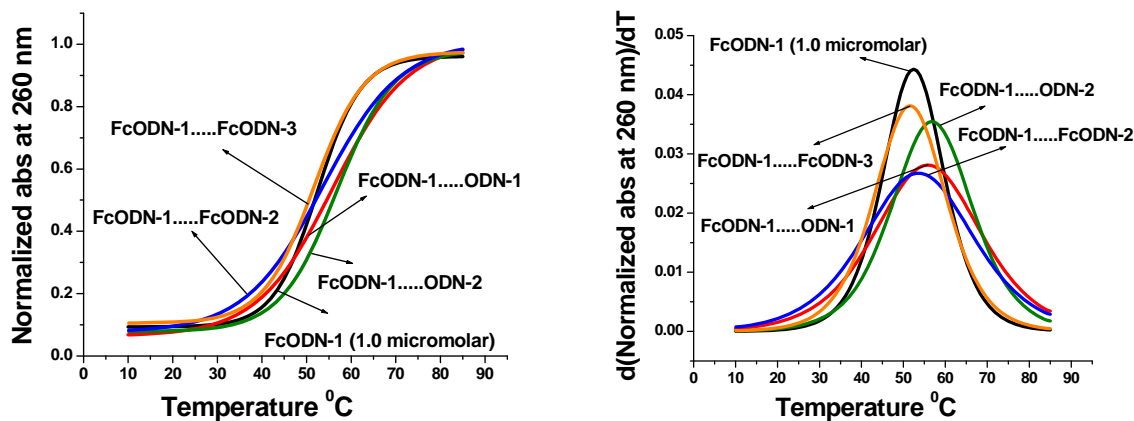 Normalized abs at 260 nm
1.0
0.8
0.6
0.4
0.2
0.0
FcODN-1.....FcODN-3
FcODN-1.....ODN-1
FcODN-1.....FcODN-2
FcODN-1.....ODN-2
FcODN-1 (1.0 micromolar)
0 10 20 30 40 50 60 70 80 90
Temperature ⁰C
d(Normalized abs at 260 nm)/dT
0.05
0.04
0.03
0.02
0.01
0.00
FcODN-1 (1.0 micromolar)
FcODN-1.....ODN-2
FcODN-1.....FcODN-2
FcODN-1.....FcODN-3
FcODN-1.....ODN-1
0 10 20 30 40 50 60 70 80 90
Temperature ⁰C